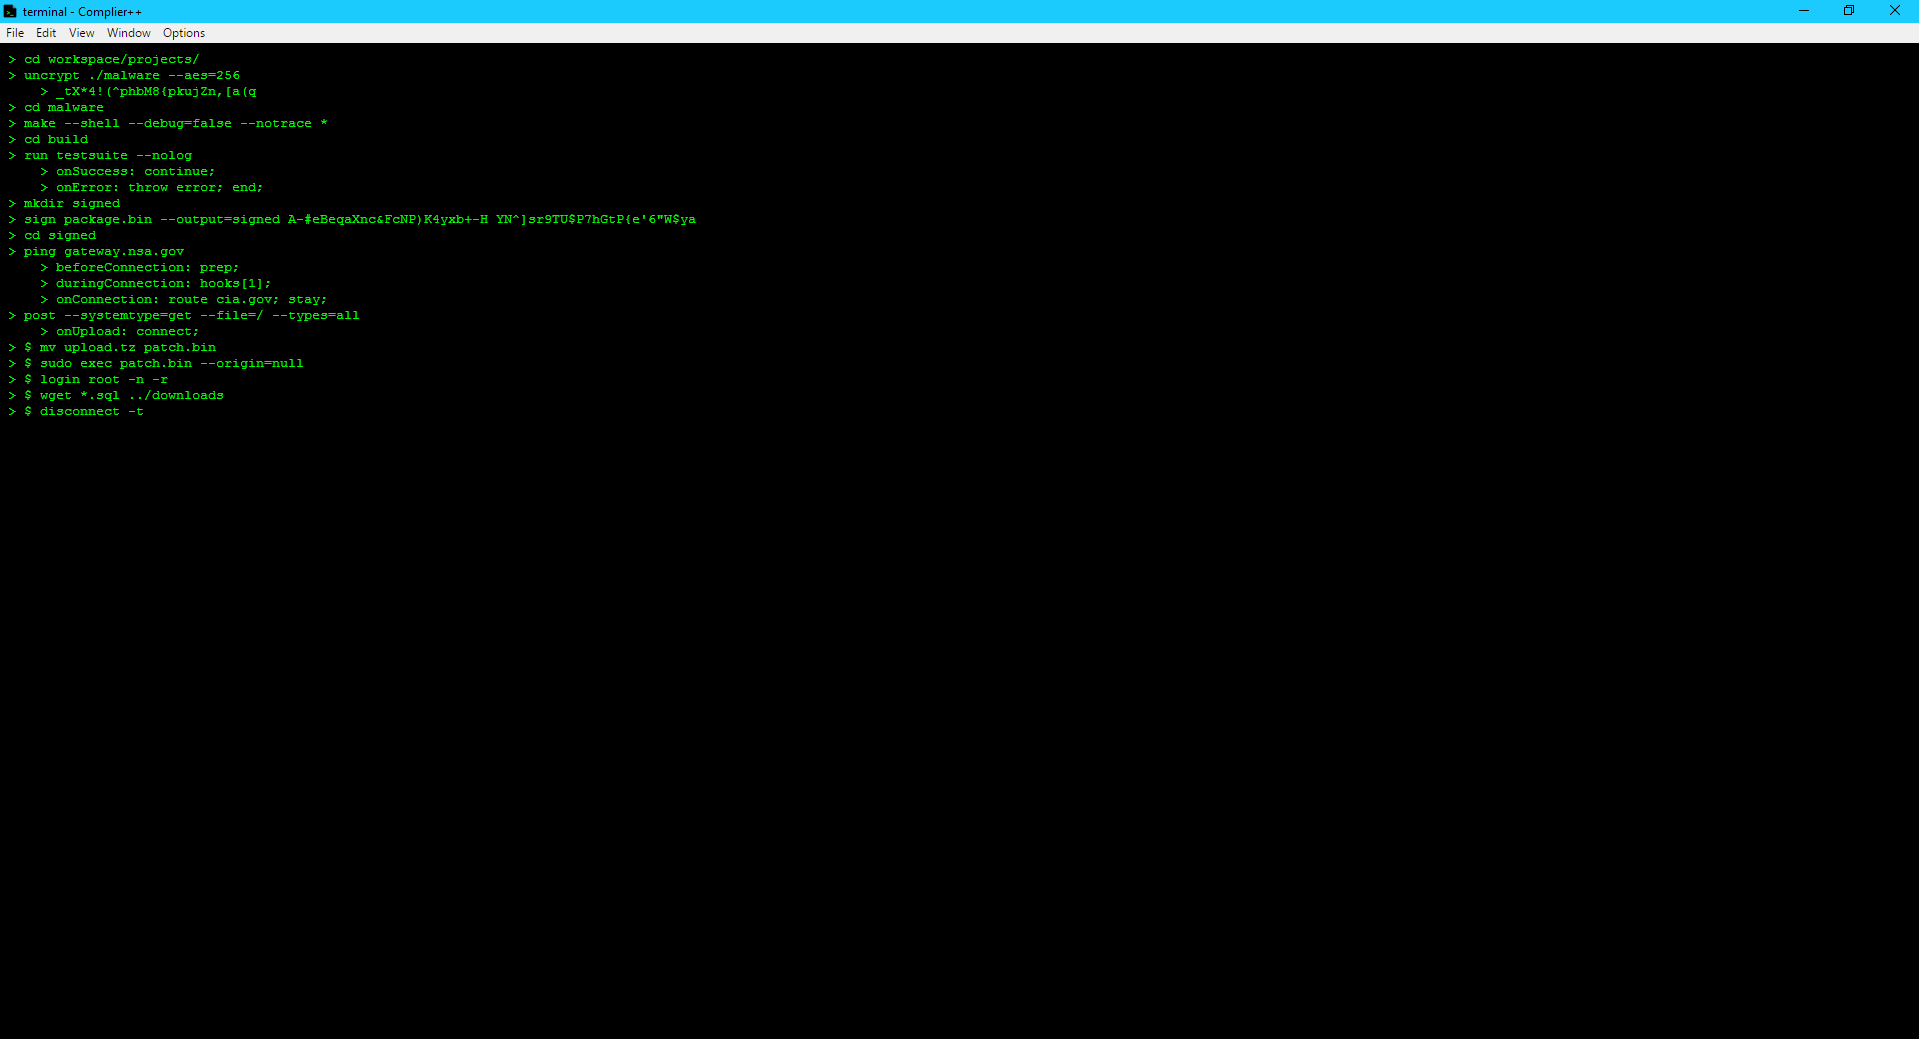 terminal - Complier++
File Edit View Window Options
> cd workspace/projects/
> uncrypt ./malware --aes=256
> _tX*4!(^phbM8{pkujZn,[a(q
> cd malware
> make --shell --debug=false --notrace *
> cd build
> run testsuite --nolog
> onSuccess: continue;
> onError: throw error; end;
> mkdir signed
> sign package.bin --output=signed A-#eBeqaXnc&FcNP)K4yxb+-H YN^]sr9TU$P7hGtP{e'6"W$ya
> cd signed
> ping gateway.nsa.gov
> beforeConnection: prep;
> duringConnection: hooks[1];
> onConnection: route cia.gov; stay;
> post --systemtype=get --file=/ --types=all
> onUpload: connect;
> $ mv upload.tz patch.bin
> $ sudo exec patch.bin --origin=null
> $ login root -n -r
> $ wget *.sql ../downloads
> $ disconnect -t